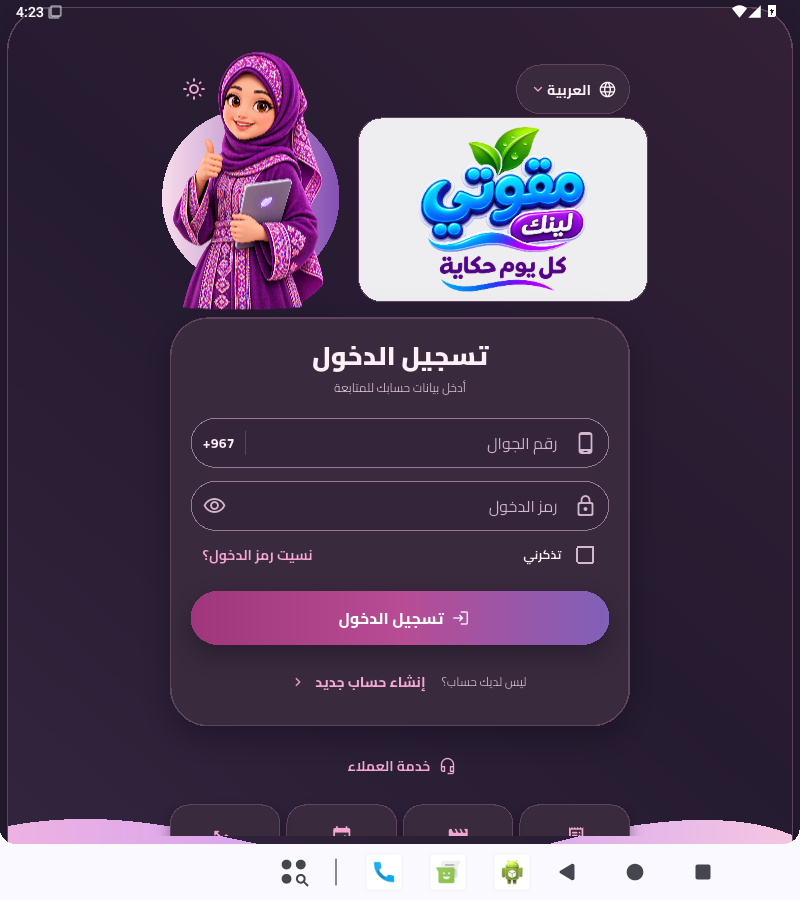 4:23
العربية
مقوتي
لينك
كل يوم حكاية
تسجيل الدخول
أدخل بيانات حسابك للمتابعة
رقم الجوال
+967
رمز الدخول
تذكرني
نسيت رمز الدخول؟
تسجيل الدخول
ليس لديك حساب؟ إنشاء حساب جديد
خدمة العملاء